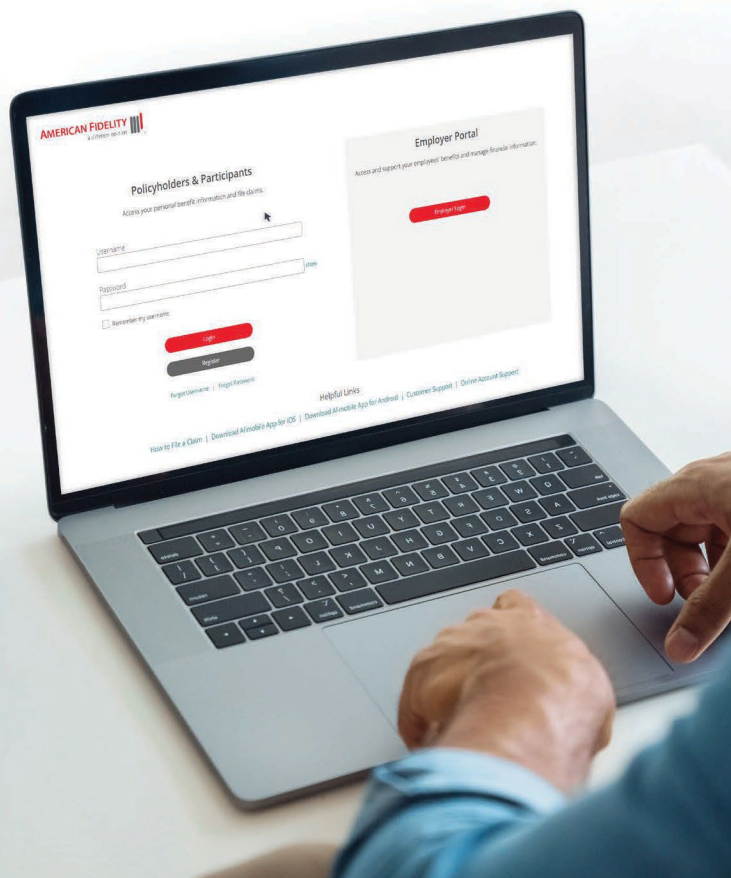 AMERICAN FIDELITY
a different opinion
Policyholders & Participants
Access your personal benefit information and file claims.
Username
Password
show
Remember my username
Login
Register
Forgot Username | Forgot Password
Employer Portal
Access and support your employees' benefits and manage financial information.
Employer Login
Helpful Links
How to File a Claim | Download AFmobile App for iOS | Download AFmobile App for Android | Customer Support | Online Account Support